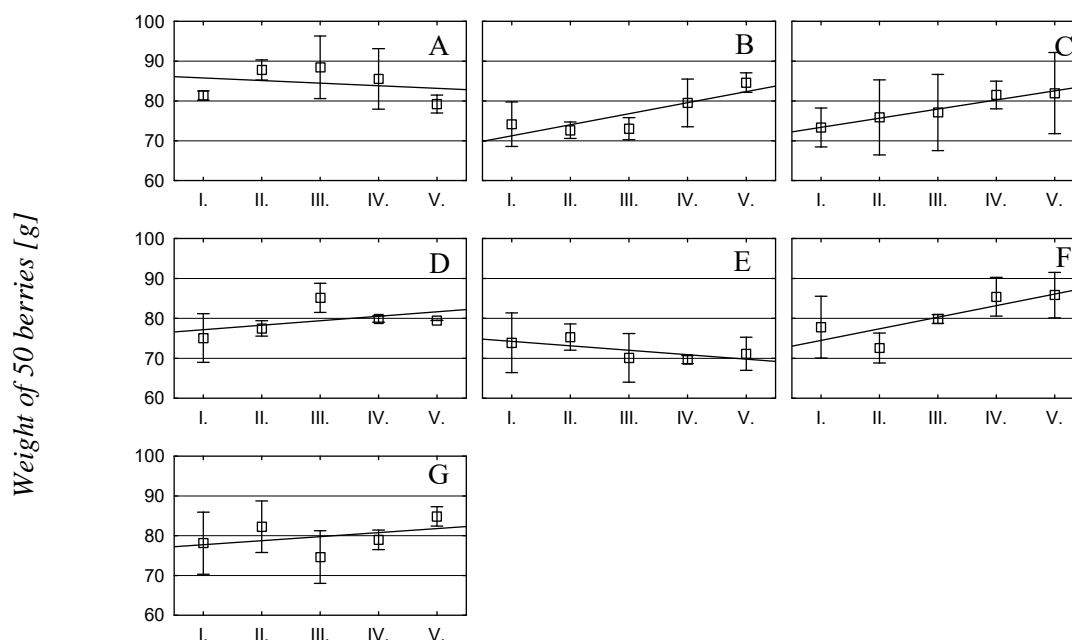 Weight of 50 berries [g]
100
90
80
70
60
A
B
C
I. II. III. IV. V.
I. II. III. IV. V.
I. II. III. IV. V.
100
90
80
70
60
D
E
F
I. II. III. IV. V.
I. II. III. IV. V.
I. II. III. IV. V.
100
90
80
70
60
G
I. II. III. IV. V.